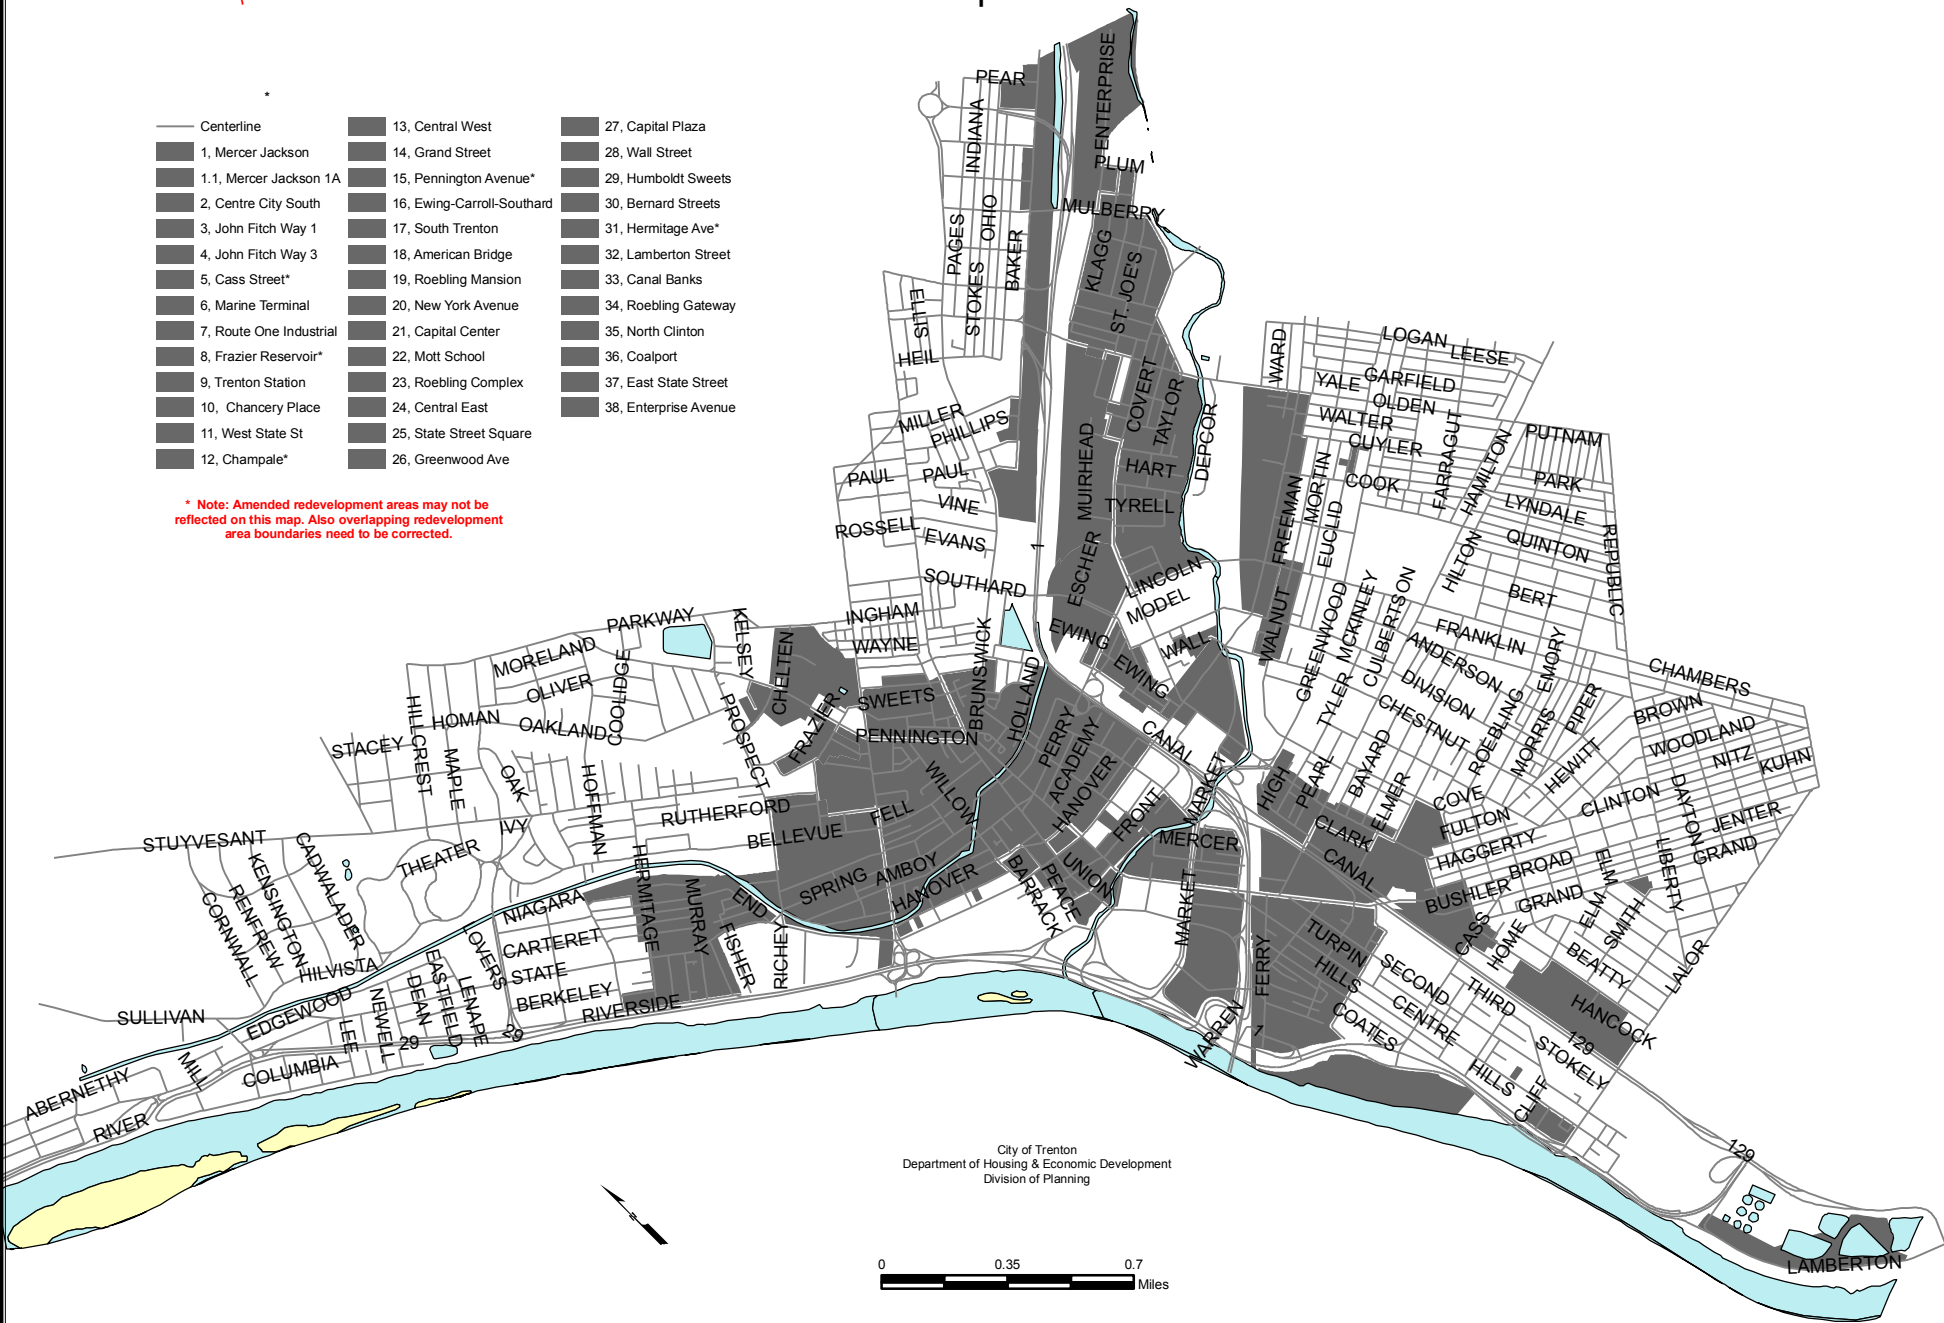 *
Centerline
1, Mercer Jackson
1.1, Mercer Jackson 1A
2, Centre City South
3, John Fitch Way 1
4, John Fitch Way 3
5, Cass Street*
6, Marine Terminal
7, Route One Industrial
8, Frazier Reservoir*
9, Trenton Station
10,  Chancery Place
11, West State St
12, Champale*
13, Central West
14, Grand Street
15, Pennington Avenue*
16, Ewing-Carroll-Southard
17, South Trenton
18, American Bridge
19, Roebling Mansion
20, New York Avenue
21, Capital Center
22, Mott School
23, Roebling Complex
24, Central East
25, State Street Square
26, Greenwood Ave
27, Capital Plaza
28, Wall Street
29, Humboldt Sweets
30, Bernard Streets
31, Hermitage Ave*
32, Lamberton Street
33, Canal Banks
34, Roebling Gateway
35, North Clinton
36, Coalport
37, East State Street
38, Enterprise Avenue
* Note: Amended redevelopment areas may not be
reflected on this map. Also overlapping redevelopment
area boundaries need to be corrected.
PEAR
ENTERPRISE
INDIANA
PLUM
MULBERRY
PAGES
OHIO
STOKES
BAKER
KLAGG
ST. JOE'S
ELLIS
HEIL
WARD
LOGAN
LEESE
YALE
GARFIELD
OLDEN
WALTER
CUYLER
FARRAGUT
HAMILTON
PUTNAM
COVERT
TAYLOR
DEPCOR
MILLER
PHILLIPS
PAUL
PAUL
VINE
ROSSELL
EVANS
MUIRHEAD
HART
TYRELL
FREEMAN
MORTIN
EUCLID
COOK
PARK
LYNDALE
QUINTON
REPUBLIC
HILTON
BERT
1
SOUTHARD
ESCHER
LINCOLN
MODEL
EWING
EWING
WALL
WALNUT
GREENWOOD
MCKINLEY
CULBERTSON
TYLER
FRANKLIN
ANDERSON
DIVISION
CHESTNUT
EMORY
PIPER
ROEBLING
MORRIS
HEWITT
CHAMBERS
BROWN
WOODLAND
NITZ
KUHN
PARKWAY
KELSEY
CHELTEN
INGHAM
WAYNE
BRUNSWICK
HOLLAND
MORELAND
OLIVER
COOLIDGE
HOMAN
OAKLAND
STACEY
HILLCREST
MAPLE
OAK
HOFFMAN
PROSPECT
FRAZIER
SWEETS
PENNINGTON
WILLOW
PERRY
ACADEMY
HANOVER
CANAL
MARKET
FRONT
HIGH
PEARL
BAYARD
ELMER
COVE
FULTON
CLARK
CANAL
HAGGERTY
CLINTON
DAYTON
JENTER
GRAND
LIBERTY
BROAD
ELM
BUSHLER
GRAND
ELM
SMITH
STUYVESANT
CADWALADER
KENSINGTON
RENFREW
CORNWALL
THEATER
IVY
RUTHERFORD
BELLEVUE
FELL
SPRING
AMBOY
HANOVER
BARRACK
PEACE
UNION
MERCER
MARKET
NIAGARA
HERMITAGE
MURRAY
END
FISHER
RICHEY
CARTERET
STATE
BERKELEY
RIVERSIDE
LOVERS
EASTFIELD
LENAPE
DEAN
HILVISTA
EDGEWOOD
NEWELL
LEE
29
29
SULLIVAN
MILL
COLUMBIA
ABERNETHY
RIVER
FERRY
WARREN
1
TURPIN
HILLS
COATES
SECOND
CENTRE
THIRD
CASS
HOME
BEATTY
LALOR
HANCOCK
129
STOKELY
HILLS
CLIFF
129
LAMBERTON
City of Trenton
Department of Housing & Economic Development
Division of Planning
N
0 0.35 0.7
Miles